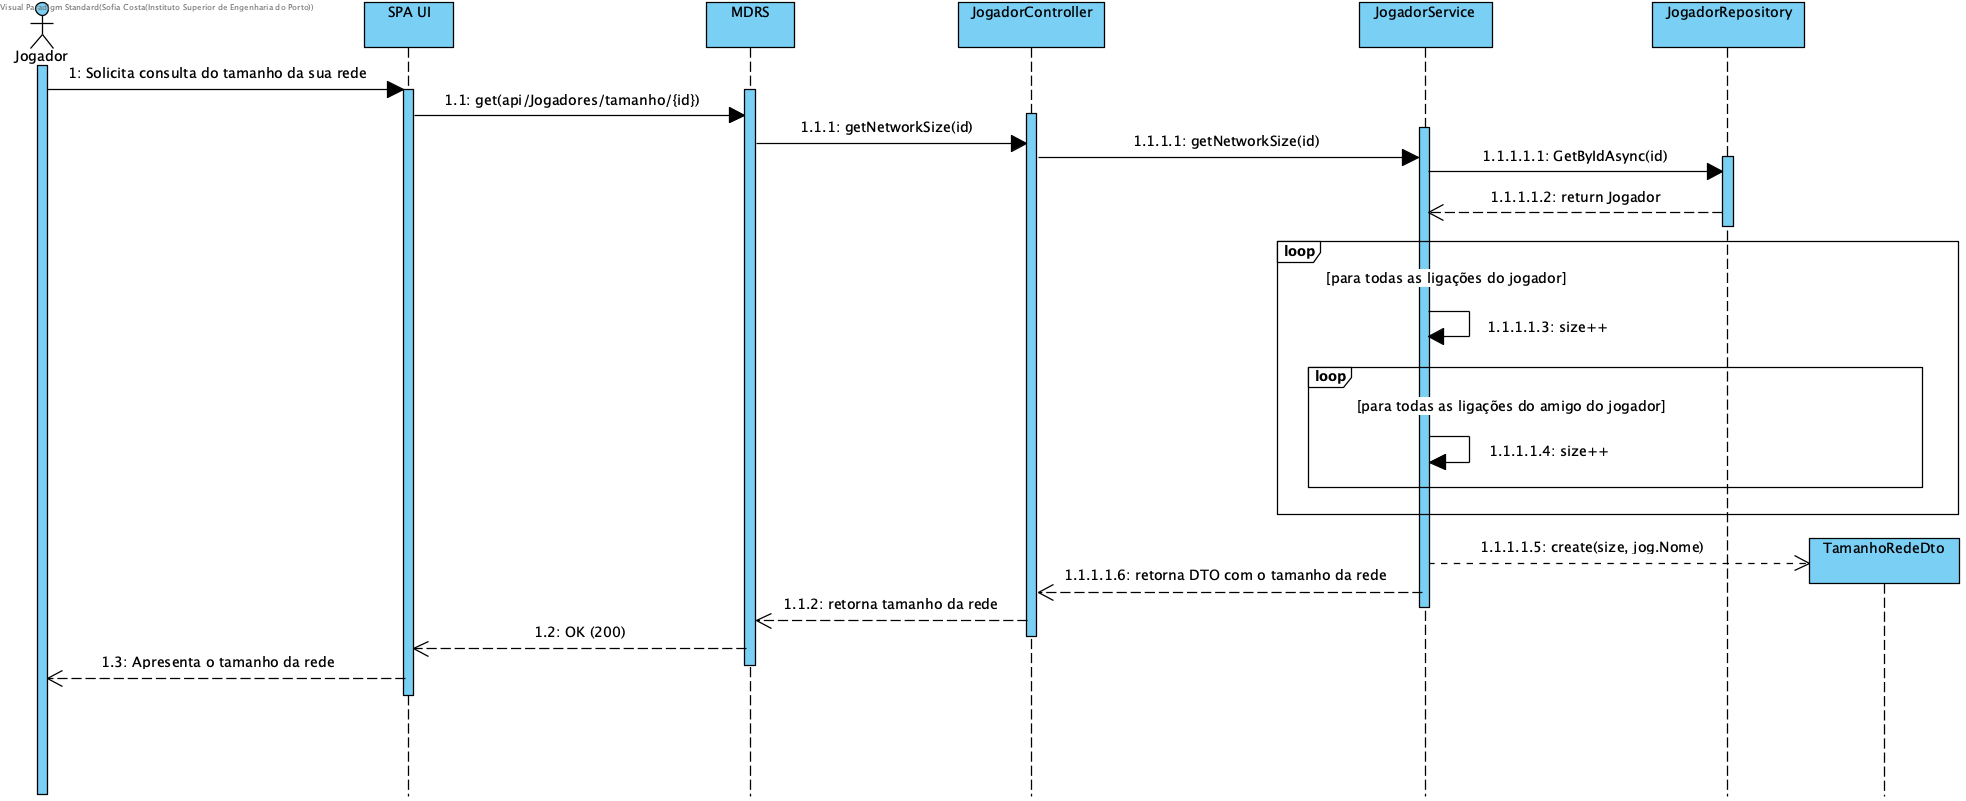 Visual Paradigm Standard(Sofia Costa(Instituto Superior de Engenharia do Porto))
Jogador
SPA UI
MDRS
JogadorController
JogadorService
JogadorRepository
1: Solicita consulta do tamanho da sua rede
1.1: get(api/Jogadores/tamanho/{id})
1.1.1: getNetworkSize(id)
1.1.1.1: getNetworkSize(id)
1.1.1.1.1: GetByIdAsync(id)
1.1.1.1.2: return Jogador
loop
[para todas as ligações do jogador]
1.1.1.1.3: size++
loop
[para todas as ligações do amigo do jogador]
1.1.1.1.4: size++
1.1.1.1.5: create(size, jog.Nome)
TamanhoRedeDto
1.1.1.1.6: retorna DTO com o tamanho da rede
1.1.2: retorna tamanho da rede
1.2: OK (200)
1.3: Apresenta o tamanho da rede